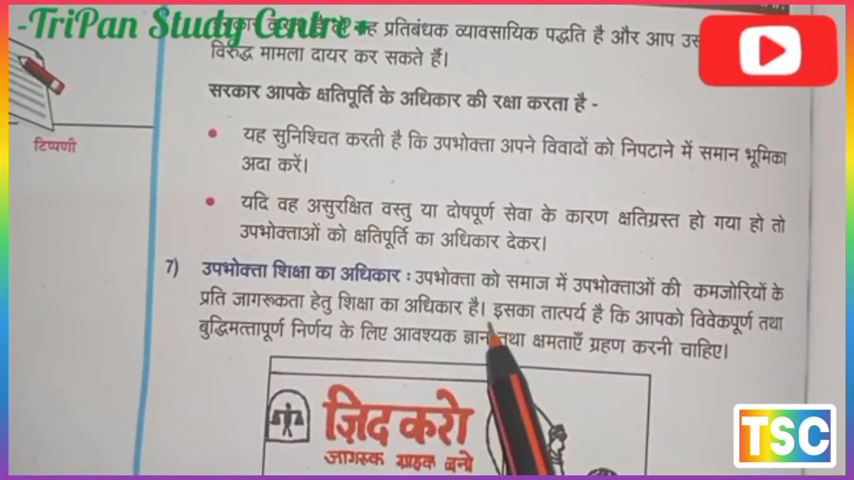 -TriPan Study Centre
प्रतिबंधक व्यावसायिक पद्धति है और आप
विरुद्ध मामला दायर कर सकते हैं।
सरकार आपके क्षतिपूर्ति के अधिकार की रक्षा करता है -
• यह सुनिश्चित करती है कि उपभोक्ता अपने विवादों को निपटाने में समान भूमिका
अदा करें।
टिप्पणी
• यदि वह असुरक्षित वस्तु या दोषपूर्ण सेवा के कारण क्षतिग्रस्त हो गया हो तो
उपभोक्ताओं को क्षतिपूर्ति का अधिकार देकर।
7) उपभोक्ता शिक्षा का अधिकार : उपभोक्ता को समाज में उपभोक्ताओं की कमजोरियों के
प्रति जागरूकता हेतु शिक्षा का अधिकार है। इसका तात्पर्य है कि आपको विवेकपूर्ण तथा
बुद्धिमत्तापूर्ण निर्णय के लिए आवश्यक ज्ञान तथा क्षमताएँ ग्रहण करनी चाहिए।
ज़िद करो
जागरूक ग्राहक बनो
TSC